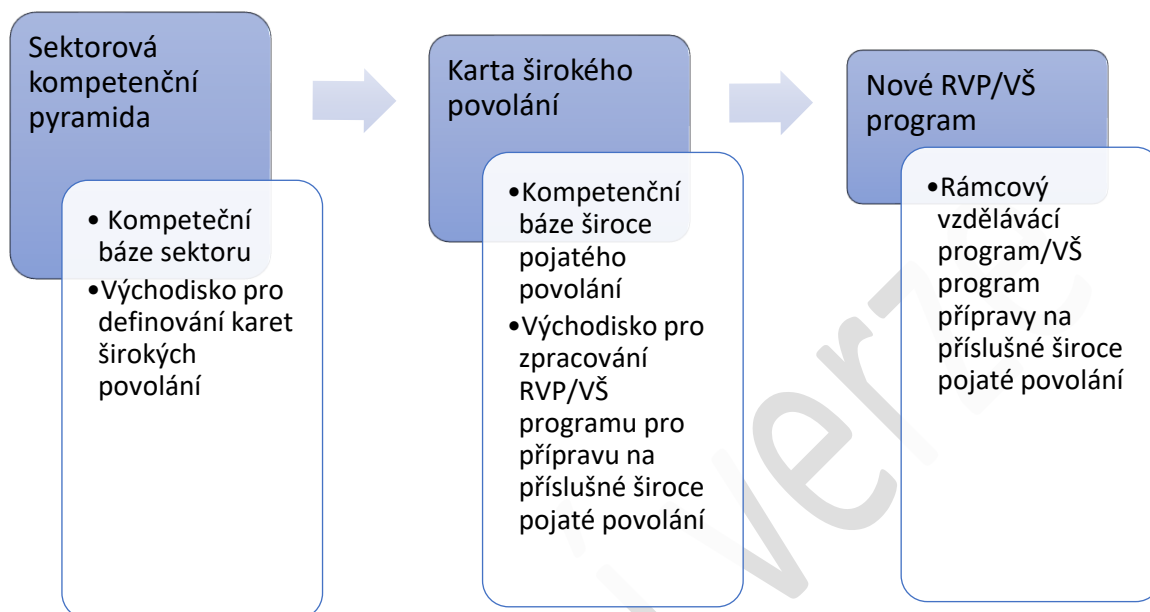 Sektorová
kompetenční
pyramida
• Kompeteční
báze sektoru
•Východisko pro
definování karet
širokých
povolání
Karta širokého
povolání
•Kompetenční
báze široce
pojatého
povolání
•Východisko pro
zpracování
RVP/VŠ
programu pro
přípravu na
příslušné široce
pojaté povolání
Nové RVP/VŠ
program
•Rámcový
vzdělávácí
program/VŠ
program
přípravy na
příslušné široce
pojaté povolání